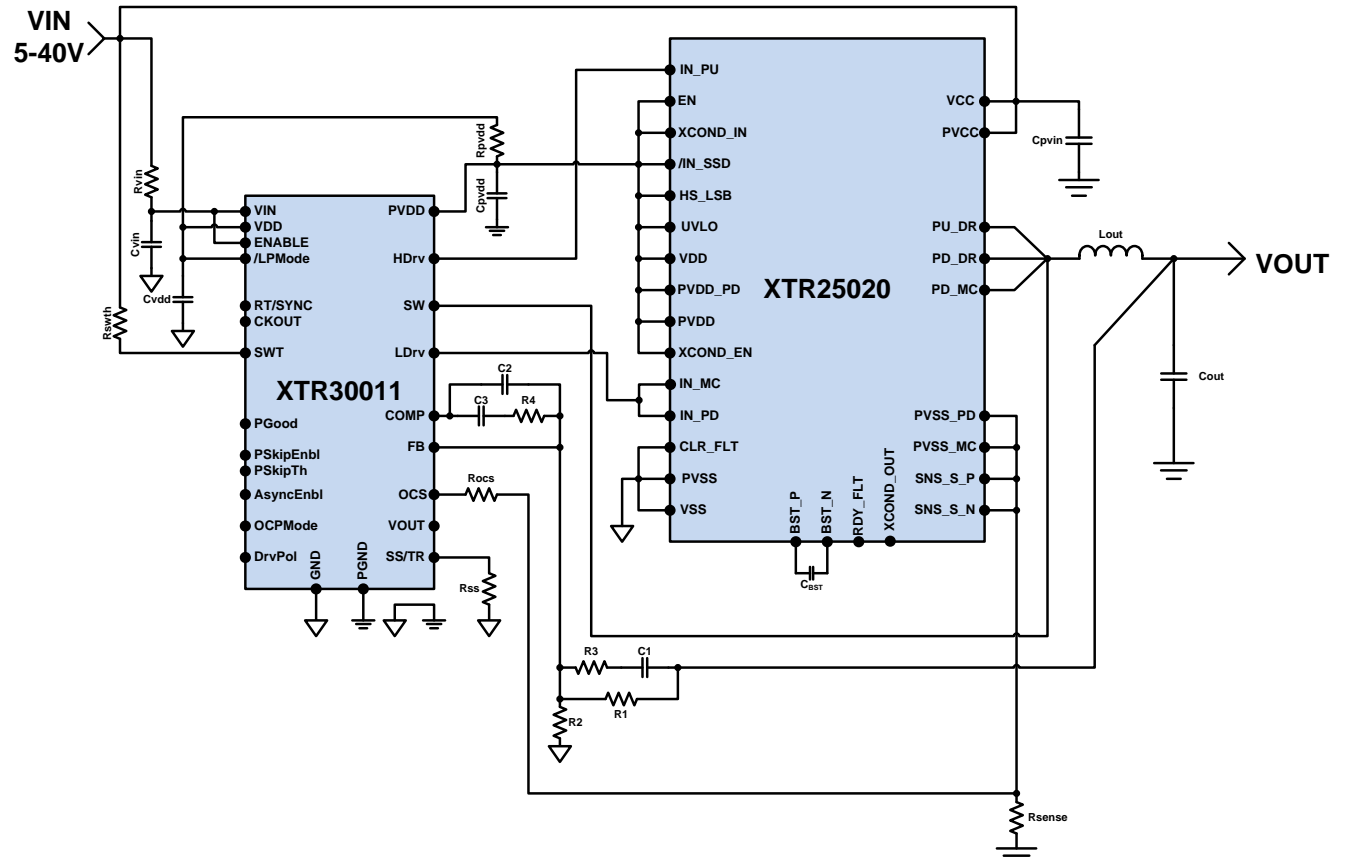 VIN
5-40V
Rvin
Cvin
Rswth
Cvdd
Rpvdd
Cpvdd
XTR30011
VIN
VDD
ENABLE
/LPMode
RT/SYNC
CKOUT
SWT
PGood
PSkipEnbl
PSkipTh
AsyncEnbl
OCPMode
DrvPol
GND
PGND
PVDD
HDrv
SW
LDrv
COMP
FB
OCS
VOUT
SS/TR
C2
C3
R4
Rocs
Rss
R3
C1
R1
R2
XTR25020
IN_PU
EN
XCOND_IN
/IN_SSD
HS_LSB
UVLO
VDD
PVDD_PD
PVDD
XCOND_EN
IN_MC
IN_PD
CLR_FLT
PVSS
VSS
BST_P
BST_N
RDY_FLT
XCOND_OUT
CBST
VCC
PVCC
PU_DR
PD_DR
PD_MC
PVSS_PD
PVSS_MC
SNS_S_P
SNS_S_N
Cpvin
Lout
VOUT
Cout
Rsense